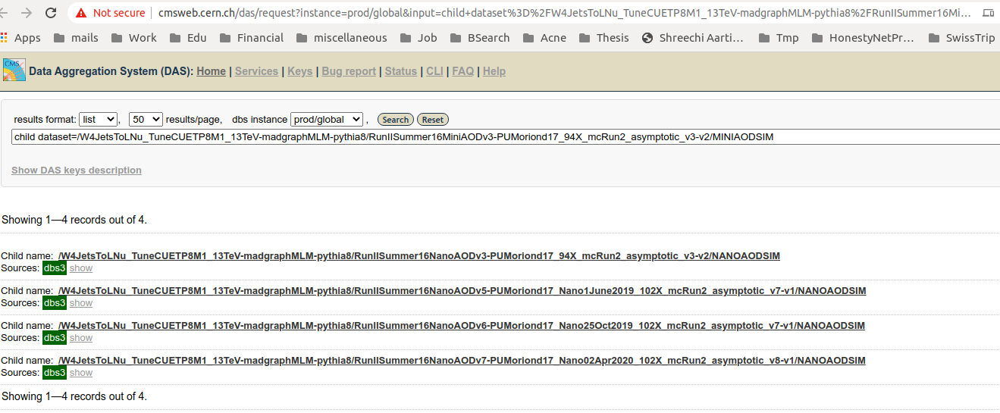 Not secure | cmsweb.cern.ch/das/request?instance=prod/global&input=child+dataset%3D%2FW4JetsToLNu_TuneCUETP8M1_13TeV-madgraphMLM-pythia8%2FRunIISummer16Mi...
Apps mails Work Edu Financial miscellaneous Job BSearch Acne Thesis Shreechi Aarti... Tmp HonestyNetPr... SwissTrip
CMS Data Aggregation System (DAS): Home | Services | Keys | Bug report | Status | CLI | FAQ | Help
results format: list , 50 results/page, dbs instance prod/global , Search Reset
child dataset=/W4JetsToLNu_TuneCUETP8M1_13TeV-madgraphMLM-pythia8/RunIISummer16MiniAODv3-PUMoriond17_94X_mcRun2_asymptotic_v3-v2/MINIAODSIM
Show DAS keys description
Showing 1—4 records out of 4.
Child name: /W4JetsToLNu_TuneCUETP8M1_13TeV-madgraphMLM-pythia8/RunIISummer16NanoAODv3-PUMoriond17_94X_mcRun2_asymptotic_v3-v2/NANOAODSIM
Sources: dbs3 show
Child name: /W4JetsToLNu_TuneCUETP8M1_13TeV-madgraphMLM-pythia8/RunIISummer16NanoAODv5-PUMoriond17_Nano1June2019_102X_mcRun2_asymptotic_v7-v1/NANOAODSIM
Sources: dbs3 show
Child name: /W4JetsToLNu_TuneCUETP8M1_13TeV-madgraphMLM-pythia8/RunIISummer16NanoAODv6-PUMoriond17_Nano25Oct2019_102X_mcRun2_asymptotic_v7-v1/NANOAODSIM
Sources: dbs3 show
Child name: /W4JetsToLNu_TuneCUETP8M1_13TeV-madgraphMLM-pythia8/RunIISummer16NanoAODv7-PUMoriond17_Nano02Apr2020_102X_mcRun2_asymptotic_v8-v1/NANOAODSIM
Sources: dbs3 show
Showing 1—4 records out of 4.